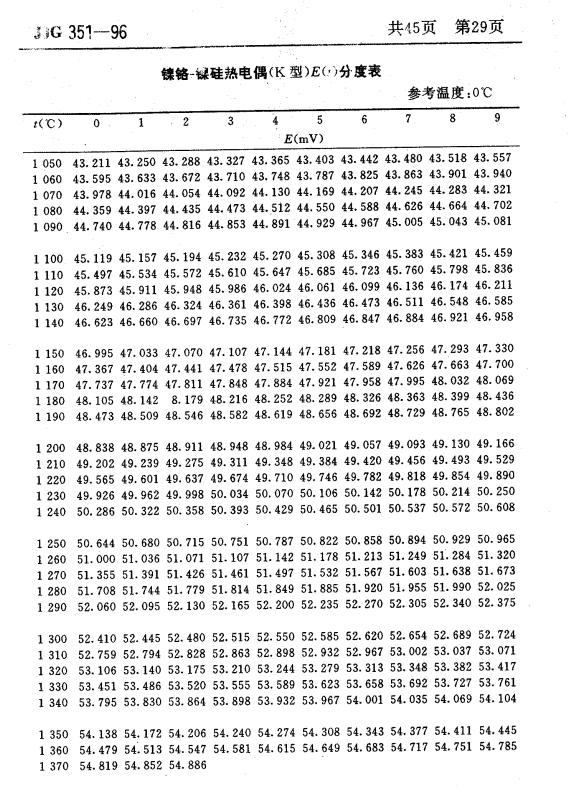 JJG 351—96 共45页 第29页
镍铬-镍硅热电偶(K 型)E(t)分度表
参考温度:0℃
t(℃) 0 1 2 3 4 5 6 7 8 9
E(mV)
1 050 43.211 43.250 43.288 43.327 43.365 43.403 43.442 43.480 43.518 43.557
1 060 43.595 43.633 43.672 43.710 43.748 43.787 43.825 43.863 43.901 43.940
1 070 43.978 44.016 44.054 44.092 44.130 44.169 44.207 44.245 44.283 44.321
1 080 44.359 44.397 44.435 44.473 44.512 44.550 44.588 44.626 44.664 44.702
1 090 44.740 44.778 44.816 44.853 44.891 44.929 44.967 45.005 45.043 45.081
1 100 45.119 45.157 45.194 45.232 45.270 45.308 45.346 45.383 45.421 45.459
1 110 45.497 45.534 45.572 45.610 45.647 45.685 45.723 45.760 45.798 45.836
1 120 45.873 45.911 45.948 45.986 46.024 46.061 46.099 46.136 46.174 46.211
1 130 46.249 46.286 46.324 46.361 46.398 46.436 46.473 46.511 46.548 46.585
1 140 46.623 46.660 46.697 46.735 46.772 46.809 46.847 46.884 46.921 46.958
1 150 46.995 47.033 47.070 47.107 47.144 47.181 47.218 47.256 47.293 47.330
1 160 47.367 47.404 47.441 47.478 47.515 47.552 47.589 47.626 47.663 47.700
1 170 47.737 47.774 47.811 47.848 47.884 47.921 47.958 47.995 48.032 48.069
1 180 48.105 48.142 8.179 48.216 48.252 48.289 48.326 48.363 48.399 48.436
1 190 48.473 48.509 48.546 48.582 48.619 48.656 48.692 48.729 48.765 48.802
1 200 48.838 48.875 48.911 48.948 48.984 49.021 49.057 49.093 49.130 49.166
1 210 49.202 49.239 49.275 49.311 49.348 49.384 49.420 49.456 49.493 49.529
1 220 49.565 49.601 49.637 49.674 49.710 49.746 49.782 49.818 49.854 49.890
1 230 49.926 49.962 49.998 50.034 50.070 50.106 50.142 50.178 50.214 50.250
1 240 50.286 50.322 50.358 50.393 50.429 50.465 50.501 50.537 50.572 50.608
1 250 50.644 50.680 50.715 50.751 50.787 50.822 50.858 50.894 50.929 50.965
1 260 51.000 51.036 51.071 51.107 51.142 51.178 51.213 51.249 51.284 51.320
1 270 51.355 51.391 51.426 51.461 51.497 51.532 51.567 51.603 51.638 51.673
1 280 51.708 51.744 51.779 51.814 51.849 51.885 51.920 51.955 51.990 52.025
1 290 52.060 52.095 52.130 52.165 52.200 52.235 52.270 52.305 52.340 52.375
1 300 52.410 52.445 52.480 52.515 52.550 52.585 52.620 52.654 52.689 52.724
1 310 52.759 52.794 52.828 52.863 52.898 52.932 52.967 53.002 53.037 53.071
1 320 53.106 53.140 53.175 53.210 53.244 53.279 53.313 53.348 53.382 53.417
1 330 53.451 53.486 53.520 53.555 53.589 53.623 53.658 53.692 53.727 53.761
1 340 53.795 53.830 53.864 53.898 53.932 53.967 54.001 54.035 54.069 54.104
1 350 54.138 54.172 54.206 54.240 54.274 54.308 54.343 54.377 54.411 54.445
1 360 54.479 54.513 54.547 54.581 54.615 54.649 54.683 54.717 54.751 54.785
1 370 54.819 54.852 54.886